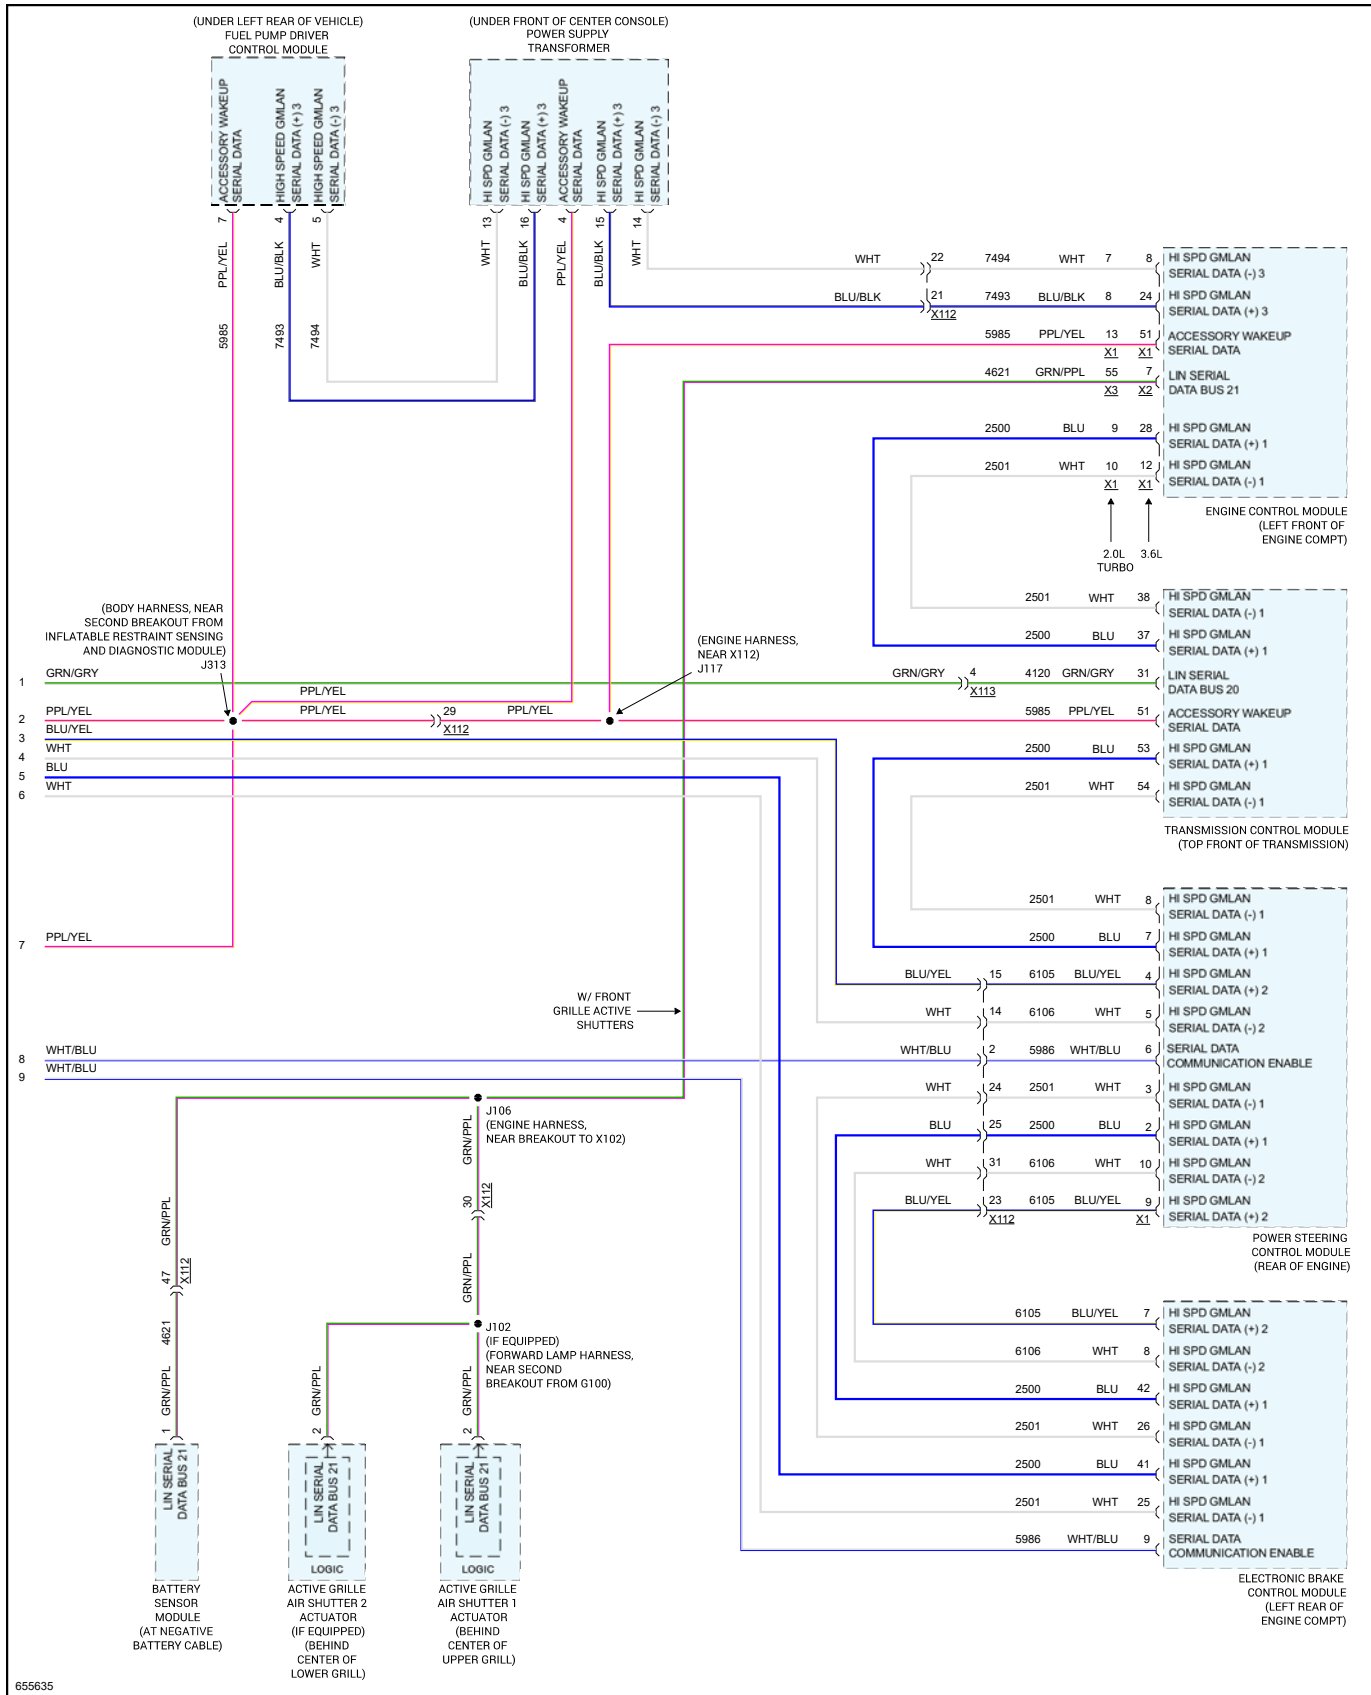 (UNDER LEFT REAR OF VEHICLE)
FUEL PUMP DRIVER
CONTROL MODULE
ACCESSORY WAKEUP
SERIAL DATA
HIGH SPEED GMLAN
SERIAL DATA (+) 3
HIGH SPEED GMLAN
SERIAL DATA (-) 3
7
4
5
PPL/YEL
BLU/BLK
WHT
5985
7493
7494
(UNDER FRONT OF CENTER CONSOLE)
POWER SUPPLY
TRANSFORMER
HI SPD GMLAN
SERIAL DATA (-) 3
HI SPD GMLAN
SERIAL DATA (+) 3
ACCESSORY WAKEUP
SERIAL DATA
HI SPD GMLAN
SERIAL DATA (+) 3
HI SPD GMLAN
SERIAL DATA (-) 3
13
16
4
15
14
WHT
BLU/BLK
PPL/YEL
BLU/BLK
WHT
WHT 22 7494 WHT 7 8 HI SPD GMLAN
SERIAL DATA (-) 3
BLU/BLK 21 7493 BLU/BLK 8 24 HI SPD GMLAN
X112 SERIAL DATA (+) 3
5985 PPL/YEL 13 51 ACCESSORY WAKEUP
X1 X1 SERIAL DATA
4621 GRN/PPL 55 7 LIN SERIAL
X3 X2 DATA BUS 21
2500 BLU 9 28 HI SPD GMLAN
SERIAL DATA (+) 1
2501 WHT 10 12 HI SPD GMLAN
X1 X1 SERIAL DATA (-) 1
ENGINE CONTROL MODULE
(LEFT FRONT OF
ENGINE COMPT)
2.0L 3.6L
TURBO
2501 WHT 38 HI SPD GMLAN
SERIAL DATA (-) 1
2500 BLU 37 HI SPD GMLAN
SERIAL DATA (+) 1
(BODY HARNESS, NEAR
SECOND BREAKOUT FROM
INFLATABLE RESTRAINT SENSING
AND DIAGNOSTIC MODULE)
J313
(ENGINE HARNESS,
NEAR X112)
J117
1 GRN/GRY GRN/GRY 4 4120 GRN/GRY 31 LIN SERIAL
X113 DATA BUS 20
PPL/YEL
2 PPL/YEL PPL/YEL 29 PPL/YEL 5985 PPL/YEL 51 ACCESSORY WAKEUP
X112 SERIAL DATA
3 BLU/YEL
4 WHT
5 BLU
6 WHT
2500 BLU 53 HI SPD GMLAN
SERIAL DATA (+) 1
2501 WHT 54 HI SPD GMLAN
SERIAL DATA (-) 1
TRANSMISSION CONTROL MODULE
(TOP FRONT OF TRANSMISSION)
2501 WHT 8 HI SPD GMLAN
SERIAL DATA (-) 1
7 PPL/YEL
2500 BLU 7 HI SPD GMLAN
SERIAL DATA (+) 1
BLU/YEL 15 6105 BLU/YEL 4 HI SPD GMLAN
SERIAL DATA (+) 2
W/ FRONT
GRILLE ACTIVE
SHUTTERS
WHT 14 6106 WHT 5 HI SPD GMLAN
SERIAL DATA (-) 2
8 WHT/BLU WHT/BLU 2 5986 WHT/BLU 6 SERIAL DATA
COMMUNICATION ENABLE
9 WHT/BLU
WHT 24 2501 WHT 3 HI SPD GMLAN
SERIAL DATA (-) 1
BLU 25 2500 BLU 2 HI SPD GMLAN
SERIAL DATA (+) 1
WHT 31 6106 WHT 10 HI SPD GMLAN
SERIAL DATA (-) 2
BLU/YEL 23 6105 BLU/YEL 9 HI SPD GMLAN
X112 X1 SERIAL DATA (+) 2
POWER STEERING
CONTROL MODULE
(REAR OF ENGINE)
J106
(ENGINE HARNESS,
NEAR BREAKOUT TO X102)
GRN/PPL
30
X112
GRN/PPL
GRN/PPL
47
X112
4621
GRN/PPL
J102
(IF EQUIPPED)
(FORWARD LAMP HARNESS,
NEAR SECOND
BREAKOUT FROM G100)
GRN/PPL
GRN/PPL
6105 BLU/YEL 7 HI SPD GMLAN
SERIAL DATA (+) 2
6106 WHT 8 HI SPD GMLAN
SERIAL DATA (-) 2
2500 BLU 42 HI SPD GMLAN
SERIAL DATA (+) 1
2501 WHT 26 HI SPD GMLAN
SERIAL DATA (-) 1
2500 BLU 41 HI SPD GMLAN
SERIAL DATA (+) 1
2501 WHT 25 HI SPD GMLAN
SERIAL DATA (-) 1
5986 WHT/BLU 9 SERIAL DATA
COMMUNICATION ENABLE
ELECTRONIC BRAKE
CONTROL MODULE
(LEFT REAR OF
ENGINE COMPT)
1
LIN SERIAL
DATA BUS 21
BATTERY
SENSOR
MODULE
(AT NEGATIVE
BATTERY CABLE)
2
LIN SERIAL
DATA BUS 21
LOGIC
ACTIVE GRILLE
AIR SHUTTER 2
ACTUATOR
(IF EQUIPPED)
(BEHIND
CENTER OF
LOWER GRILL)
2
LIN SERIAL
DATA BUS 21
LOGIC
ACTIVE GRILLE
AIR SHUTTER 1
ACTUATOR
(BEHIND
CENTER OF
UPPER GRILL)
655635